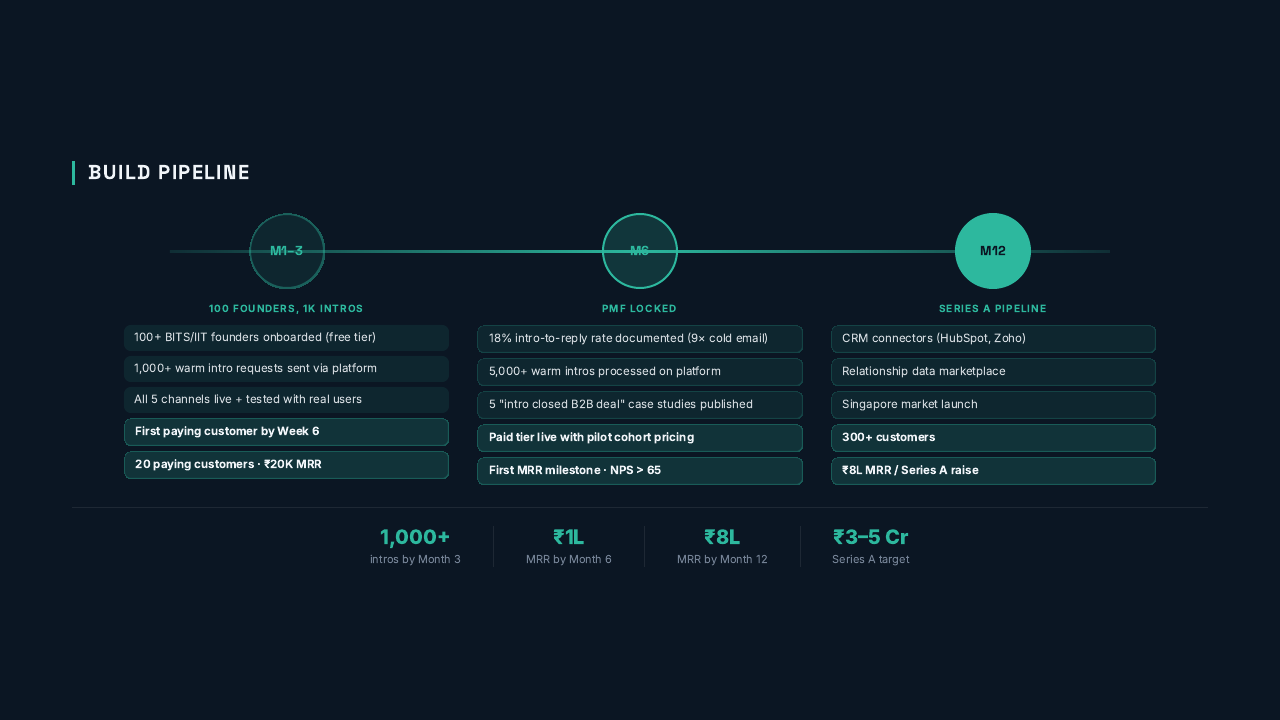 BUILD PIPELINE
M1–3
M6
M12
100 FOUNDERS, 1K INTROS
100+ BITS/IIT founders onboarded (free tier)
1,000+ warm intro requests sent via platform
All 5 channels live + tested with real users
First paying customer by Week 6
20 paying customers · ₹20K MRR
PMF LOCKED
18% intro-to-reply rate documented (9× cold email)
5,000+ warm intros processed on platform
5 "intro closed B2B deal" case studies published
Paid tier live with pilot cohort pricing
First MRR milestone · NPS > 65
SERIES A PIPELINE
CRM connectors (HubSpot, Zoho)
Relationship data marketplace
Singapore market launch
300+ customers
₹8L MRR / Series A raise
1,000+
intros by Month 3
₹1L
MRR by Month 6
₹8L
MRR by Month 12
₹3–5 Cr
Series A target